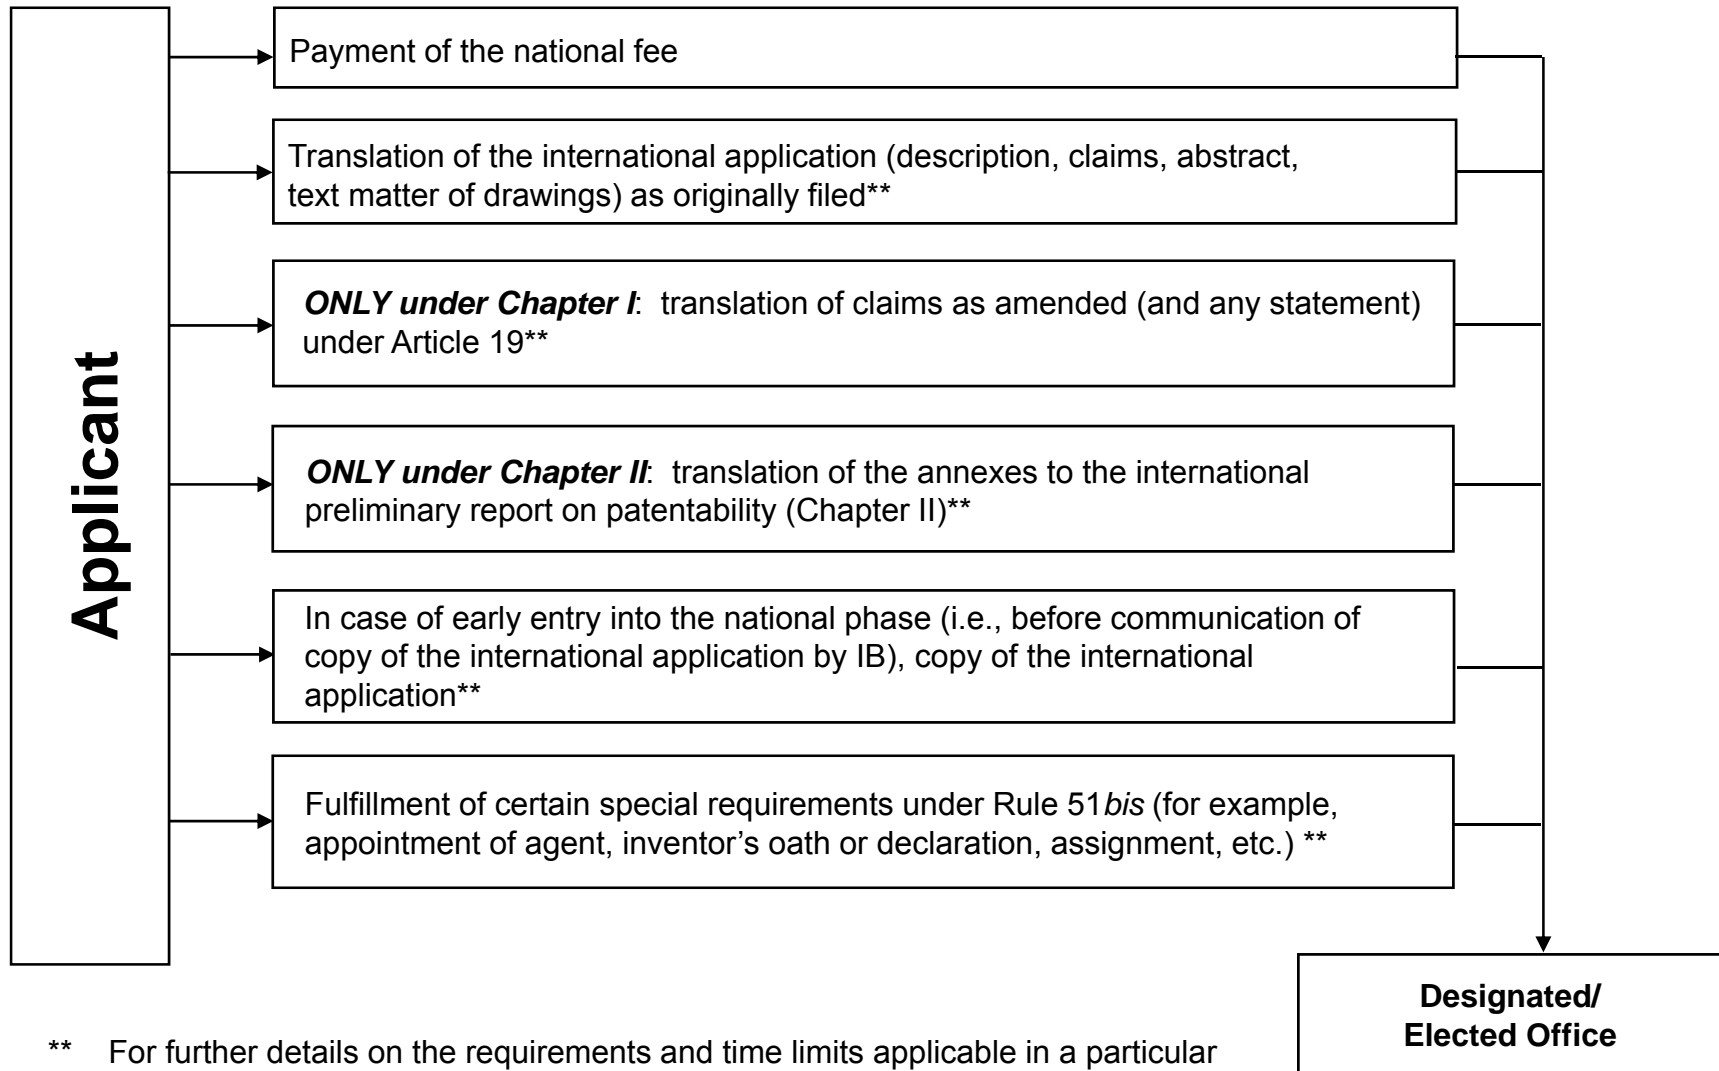 Applicant
Payment of the national fee
Translation of the international application (description, claims, abstract,
text matter of drawings) as originally filed**
ONLY under Chapter I:  translation of claims as amended (and any statement)
under Article 19**
ONLY under Chapter II:  translation of the annexes to the international
preliminary report on patentability (Chapter II)**
In case of early entry into the national phase (i.e., before communication of
copy of the international application by IB), copy of the international
application**
Fulfillment of certain special requirements under Rule 51bis (for example,
appointment of agent, inventor’s oath or declaration, assignment, etc.) **
Designated/
Elected Office
** For further details on the requirements and time limits applicable in a particular